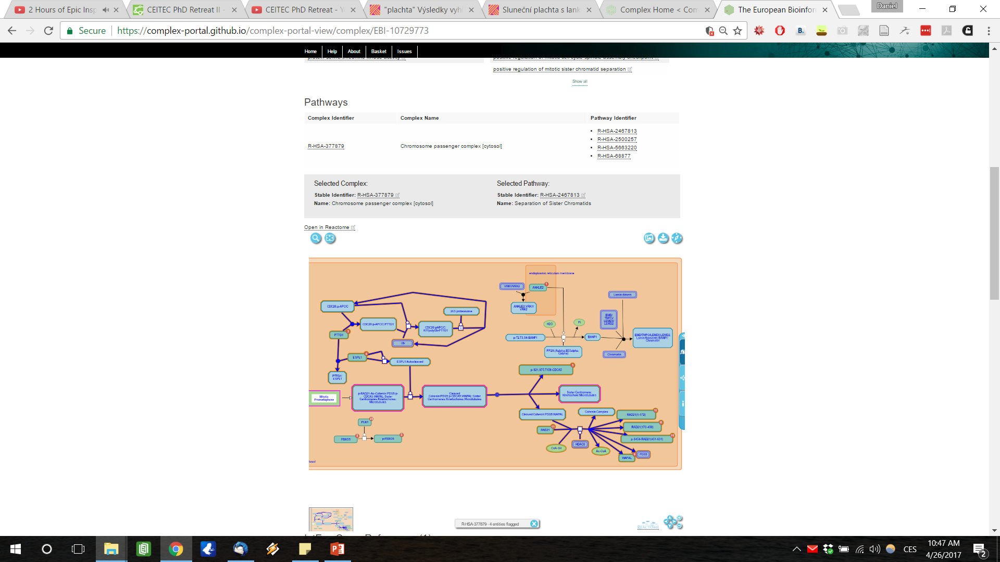 2 Hours of Epic Insp
CEITEC PhD Retreat II -
CEITEC PhD Retreat - Y
"plachta" Výsledky vyhl
Sluneční plachta s lank
Complex Home < Com
The European Bioinfor
Daniel
Secure
https://complex-portal.github.io/complex-portal-view/complex/EBI-10729773
Home
Help
About
Basket
Issues
positive regulation of mitotic sister chromatid separation
Show all
Pathways
Complex Identifier
Complex Name
Pathway Identifier
R-HSA-377879
Chromosome passenger complex [cytosol]
R-HSA-2467813
R-HSA-2500257
R-HSA-5663220
R-HSA-68877
Selected Complex:
Stable Identifier: R-HSA-377879
Name: Chromosome passenger complex [cytosol]
Selected Pathway:
Stable Identifier: R-HSA-2467813
Name: Separation of Sister Chromatids
Open in Reactome
endoplasmic reticulum membrane
VRK1/VRK2
ANKLE2
ANKLE2:VRK1/
VRK2
Lamin dimers
EMD/
TMPO/
LEMD3/
LEMD2
H2O
Pi
p-T2,T3,S4-BANF1
BANF1
EMD/TMPO/LEMD3/LEMD2:
Lamin filaments:BANF1:
Chromatin
PP2A (Aalpha:B55alpha:
Calpha)
Chromatin
CDC20:p-APC/C
26S proteasome
CDC20:p-APC/C:PTTG1
CDC20:pAPC/C:
K11polyUb-PTTG1
PTTG1
Ub
ESPL1
ESPL1 Autocleaved
PTTG1:
ESPL1
p-S21,S75,T159-CDCA5
Mitotic
Prometaphase
p-RAD21-Ac-Cohesin:PDS5:p-
CDCA5:WAPAL:Sister
Centromeres:Kinetochores:
Microtubules
Cleaved
Cohesin:PDS5:p-CDCA5:WAPAL:Sister
Centromeres:Kinetochores:Microtubules
Sister Centromere:
Kinetochore:Microtubules
Cleaved Cohesin:PDS5:WAPAL
Cohesin Complex
RAD21(1-172)
RAD21
RAD21(173-450)
p-S454-RAD21(451-631)
PLK1
FBXO5
p-FBXO5
CoA-SH
HDAC8
Ac-CoA
WAPAL
PDS5
tosol
R-HSA-377879 - 4 entities flagged
REACTOME
CES
10:47 AM
4/26/2017
2